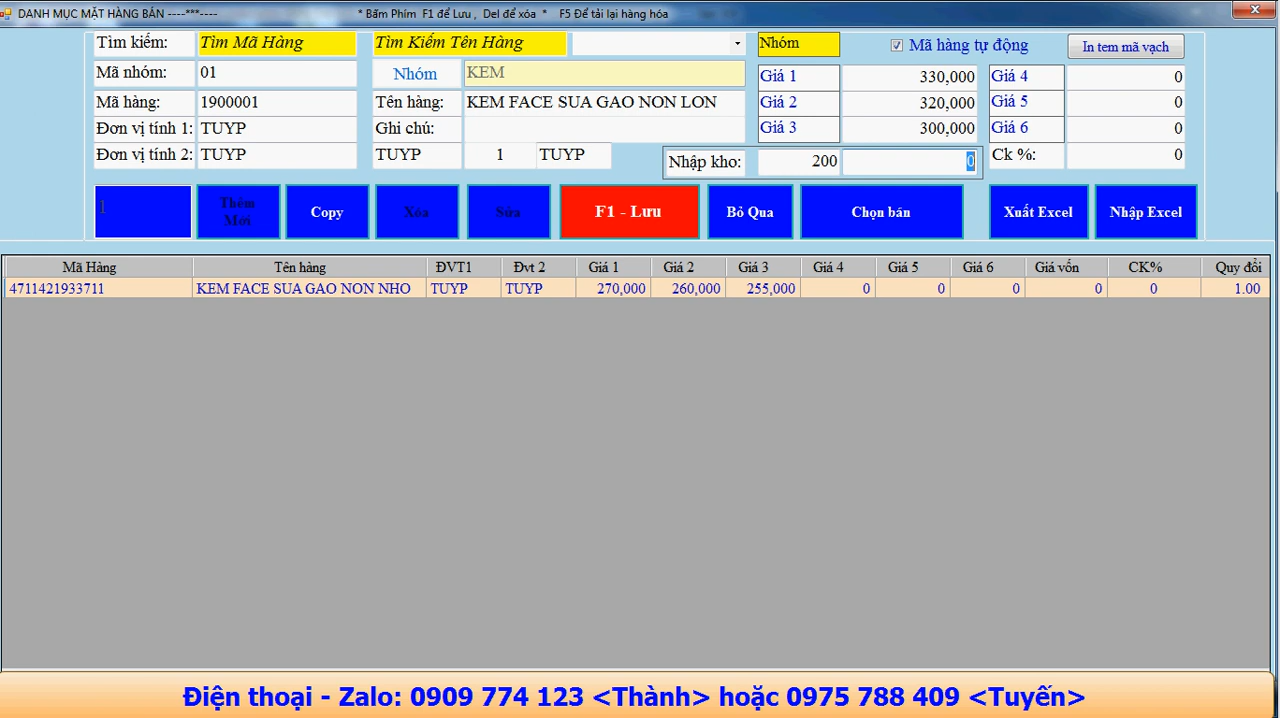 DANH MỤC MẶT HÀNG BÁN ----***---- * Bấm Phím F1 để Lưu , Del để xóa * F5 Để tải lại hàng hóa
Tìm kiếm: Tìm Mã Hàng Tìm Kiếm Tên Hàng Nhóm Mã hàng tự động In tem mã vạch
Mã nhóm: 01 Nhóm KEM Giá 1 330,000 Giá 4 0
Mã hàng: 1900001 Tên hàng: KEM FACE SUA GAO NON LON Giá 2 320,000 Giá 5 0
Đơn vị tính 1: TUYP Ghi chú: Giá 3 300,000 Giá 6 0
Đơn vị tính 2: TUYP TUYP 1 TUYP Nhập kho: 200 0 Ck %: 0
1 Thêm Mới Copy Xóa Sửa F1 - Lưu Bỏ Qua Chọn bán Xuất Excel Nhập Excel
Mã Hàng Tên hàng ĐVT1 Đvt 2 Giá 1 Giá 2 Giá 3 Giá 4 Giá 5 Giá 6 Giá vốn CK% Quy đổi
4711421933711 KEM FACE SUA GAO NON NHO TUYP TUYP 270,000 260,000 255,000 0 0 0 0 0 1.00
Điện thoại - Zalo: 0909 774 123 <Thành> hoặc 0975 788 409 <Tuyến>